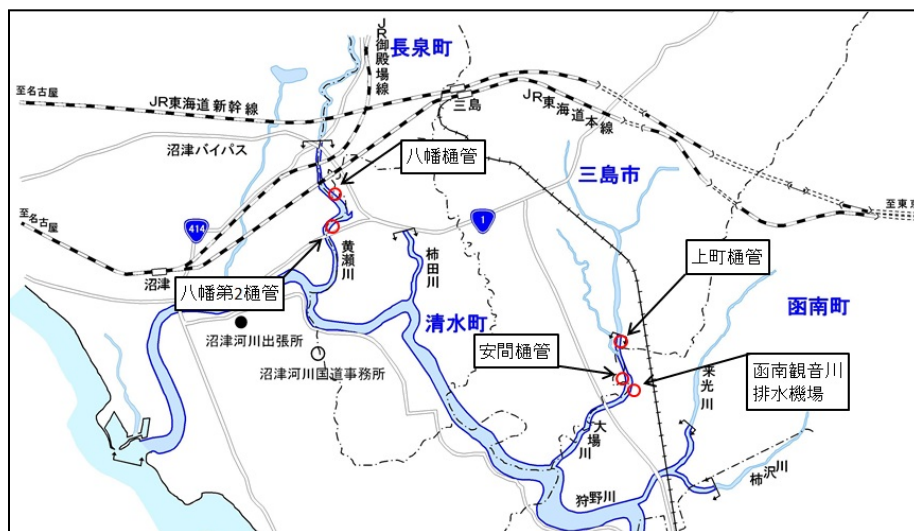 長泉町
JR御殿場線
至名古屋
JR東海道新幹線
三島
JR東海道本線
沼津バイパス
八幡樋管
三島市
至名古屋
414
1
至東京
黄瀬川
柿田川
上町樋管
沼津
八幡第2樋管
函南町
清水町
沼津河川出張所
安間樋管
来光川
沼津河川国道事務所
函南観音川
排水機場
大場川
狩野川
柿沢川